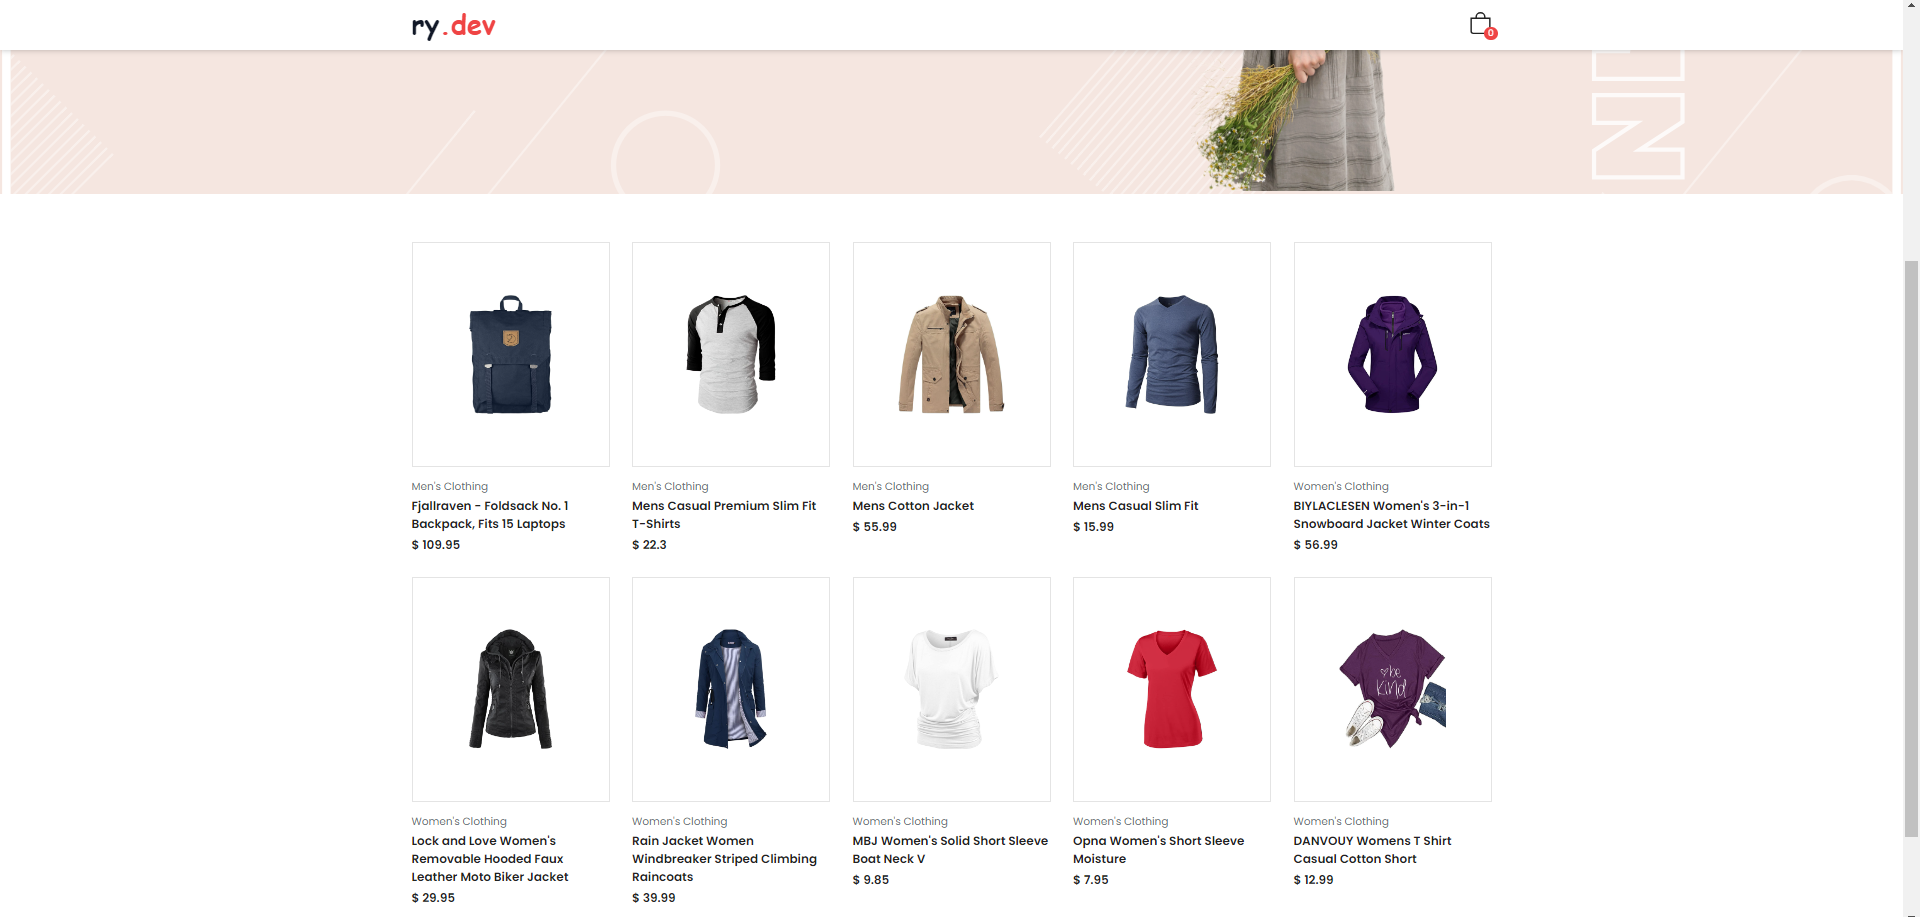 ry.dev
0
Men's Clothing
Fjallraven - Foldsack No. 1
Backpack, Fits 15 Laptops
$ 109.95
Men's Clothing
Mens Casual Premium Slim Fit
T-Shirts
$ 22.3
Men's Clothing
Mens Cotton Jacket
$ 55.99
Men's Clothing
Mens Casual Slim Fit
$ 15.99
Women's Clothing
BIYLACLESEN Women's 3-in-1
Snowboard Jacket Winter Coats
$ 56.99
Women's Clothing
Lock and Love Women's
Removable Hooded Faux
Leather Moto Biker Jacket
$ 29.95
Women's Clothing
Rain Jacket Women
Windbreaker Striped Climbing
Raincoats
$ 39.99
Women's Clothing
MBJ Women's Solid Short Sleeve
Boat Neck V
$ 9.85
Women's Clothing
Opna Women's Short Sleeve
Moisture
$ 7.95
be
kind
Women's Clothing
DANVOUY Womens T Shirt
Casual Cotton Short
$ 12.99